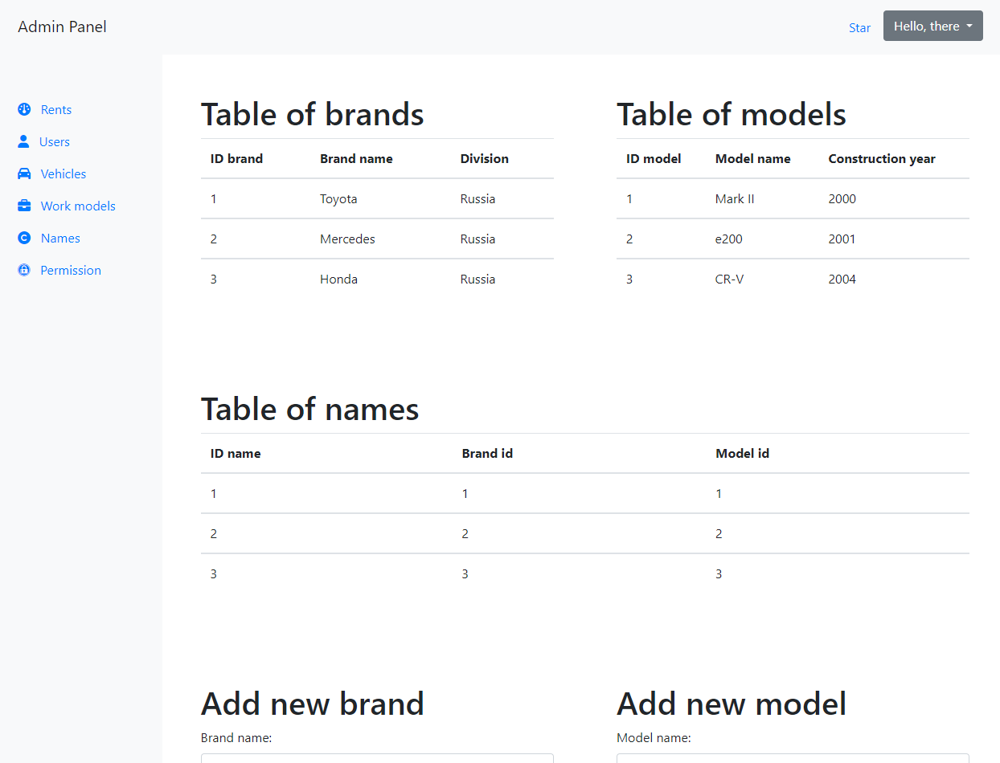 Admin Panel
Star
Hello, there
Rents
Users
Vehicles
Work models
Names
Permission
Table of brands
ID brand Brand name Division
1 Toyota Russia
2 Mercedes Russia
3 Honda Russia
Table of models
ID model Model name Construction year
1 Mark II 2000
2 e200 2001
3 CR-V 2004
Table of names
ID name Brand id Model id
1 1 1
2 2 2
3 3 3
Add new brand
Brand name:
Add new model
Model name: